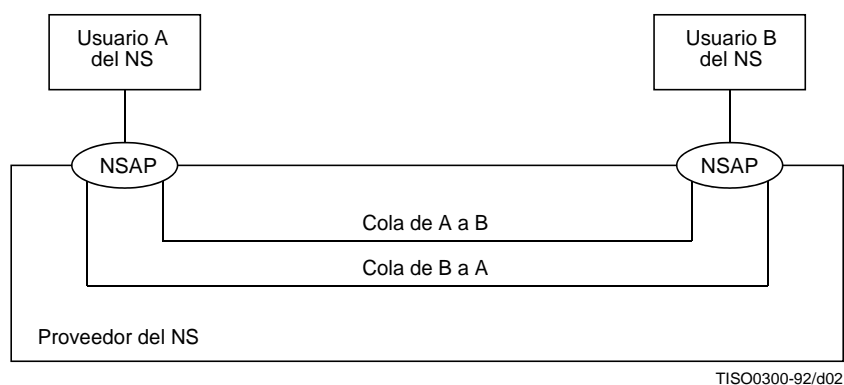 Usuario A
del NS
Usuario B
del NS
NSAP
NSAP
Cola de A a B
Cola de B a A
Proveedor del NS
TISO0300-92/d02